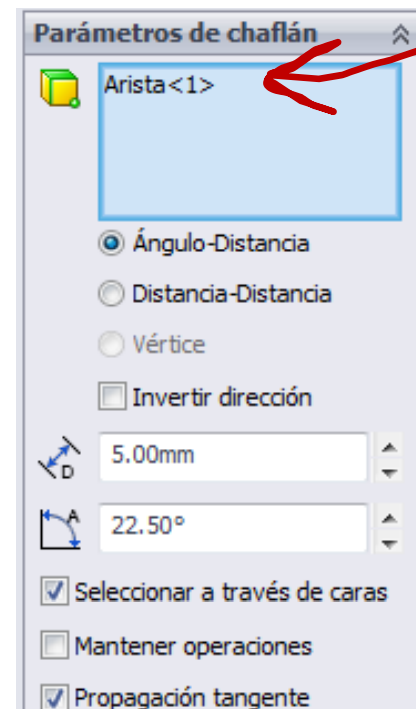 Parámetros de chaflán
Arista<1>
Ángulo-Distancia
Distancia-Distancia
Vértice
Invertir dirección
D
5.00mm
A
22.50°
Seleccionar a través de caras
Mantener operaciones
Propagación tangente